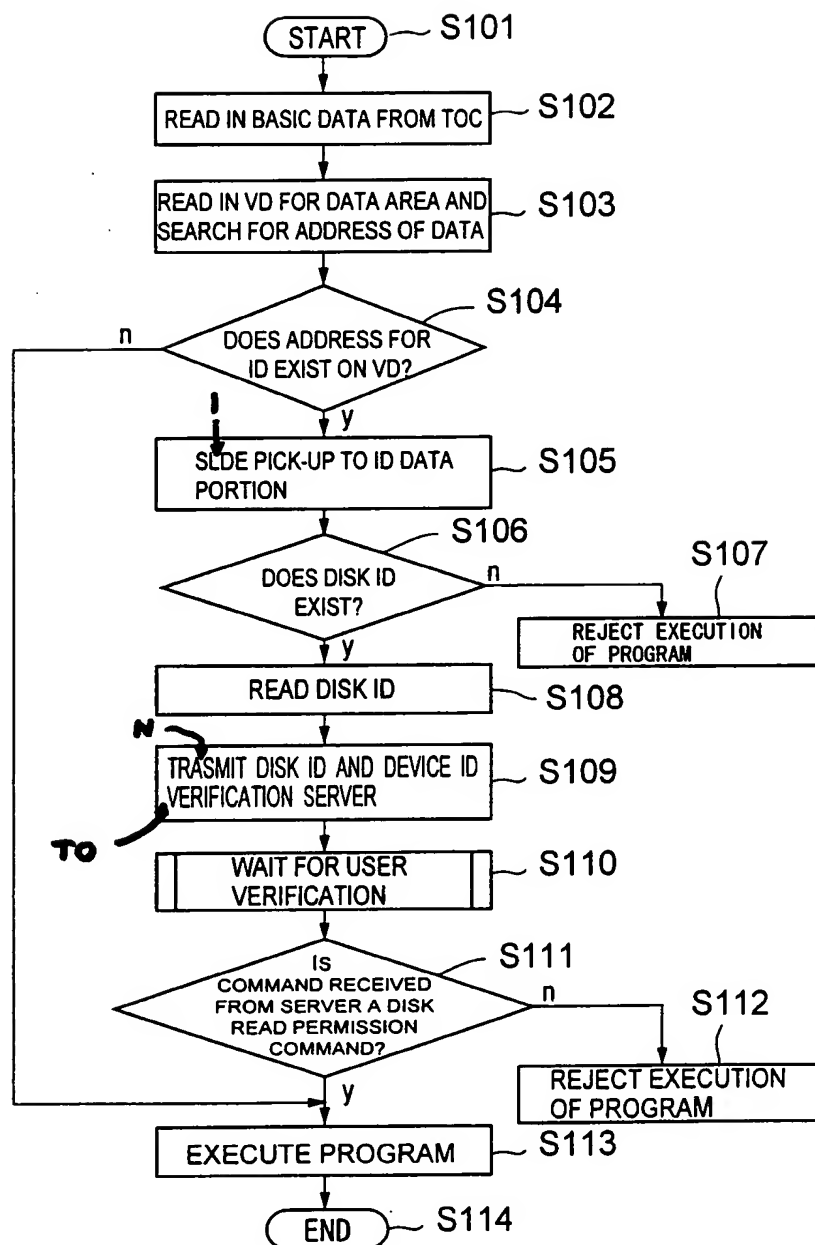 START
S101
READ IN BASIC DATA FROM TOC
S102
READ IN VD FOR DATA AREA AND
SEARCH FOR ADDRESS OF DATA
S103
S104
DOES ADDRESS FOR
ID EXIST ON VD?
n
y
I
SLDE PICK-UP TO ID DATA
PORTION
S105
S106
DOES DISK ID
EXIST?
n
y
S107
REJECT EXECUTION
OF PROGRAM
READ DISK ID
S108
N
TRASMIT DISK ID AND DEVICE ID
VERIFICATION SERVER
S109
TO
WAIT FOR USER
VERIFICATION
S110
S111
IS
COMMAND RECEIVED
FROM SERVER A DISK
READ PERMISSION
COMMAND?
n
y
S112
REJECT EXECUTION
OF PROGRAM
EXECUTE PROGRAM
S113
END
S114